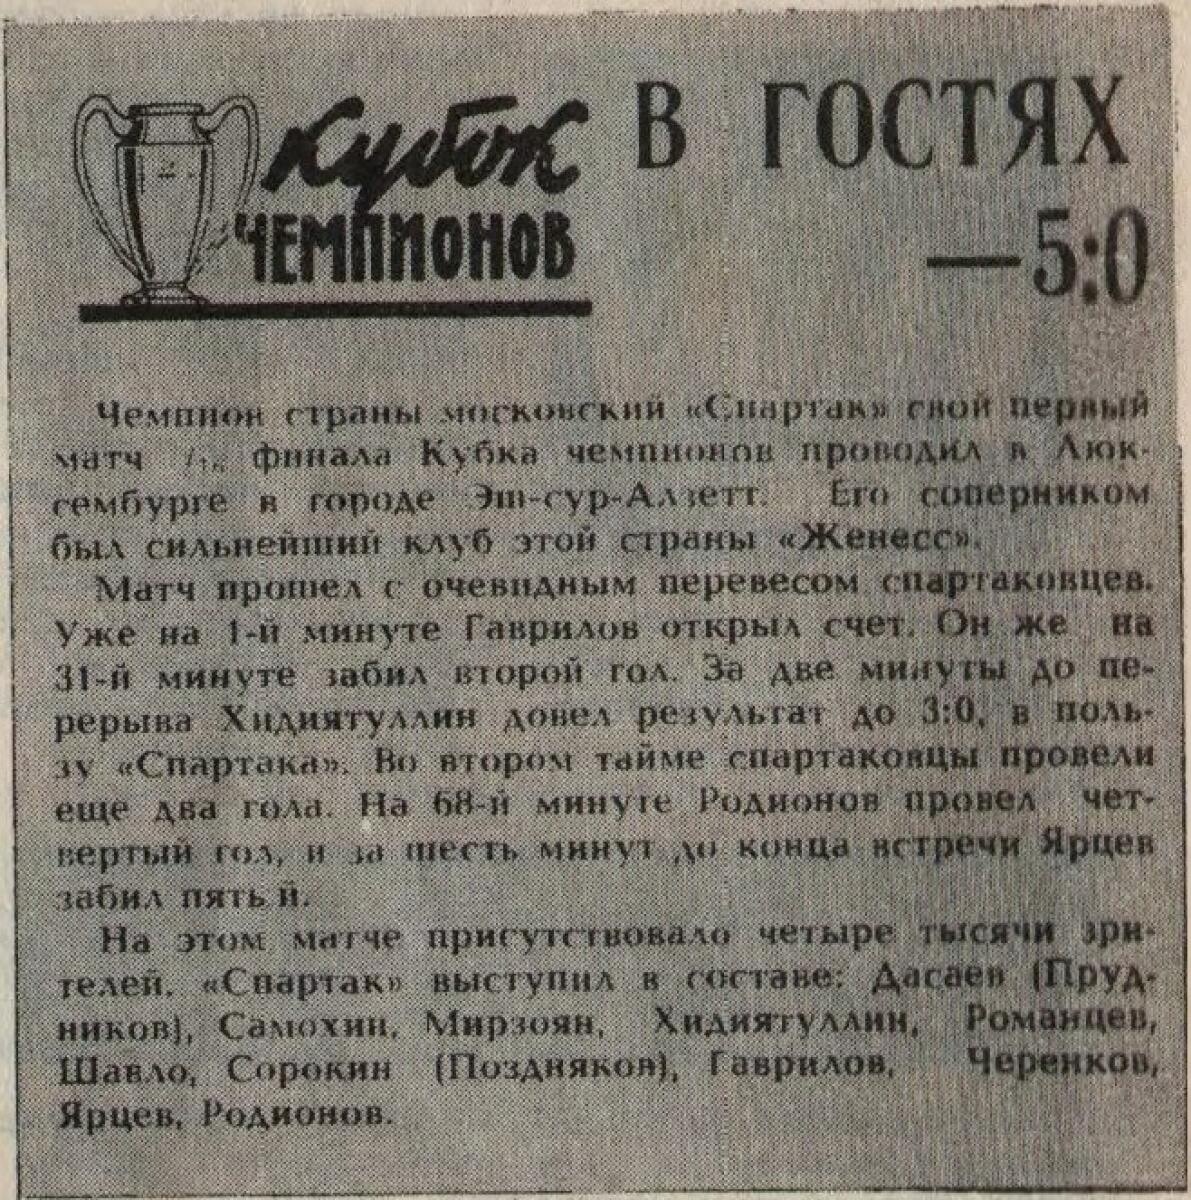 Кубок
ЧЕМПИОНОВ
В ГОСТЯХ
—5:0
Чемпион страны московский «Спартак» свой первый
матч 1/16 финала Кубка чемпионов проводил в Люк-
сембурге в городе Эш-сур-Алзетт. Его соперником
был сильнейший клуб этой страны «Женесс».
Матч прошел с очевидным перевесом спартаковцев.
Уже на 1-й минуте Гаврилов открыл счет. Он же на
31-й минуте забил второй гол. За две минуты до пе-
рерыва Хидиятуллин довел результат до 3:0, в поль-
зу «Спартака». Во втором тайме спартаковцы провели
еще два гола. На 68-й минуте Родионов провел чет-
вертый гол, и за шесть минут до конца встречи Ярцев
забил пятый.
На этом матче присутствовало четыре тысячи зри-
телей. «Спартак» выступил в составе: Дасаев (Пруд-
ников), Самохин, Мирзоян, Хидиятуллин, Романцев,
Шавло, Сорокин (Поздняков), Гаврилов, Черенков,
Ярцев, Родионов.